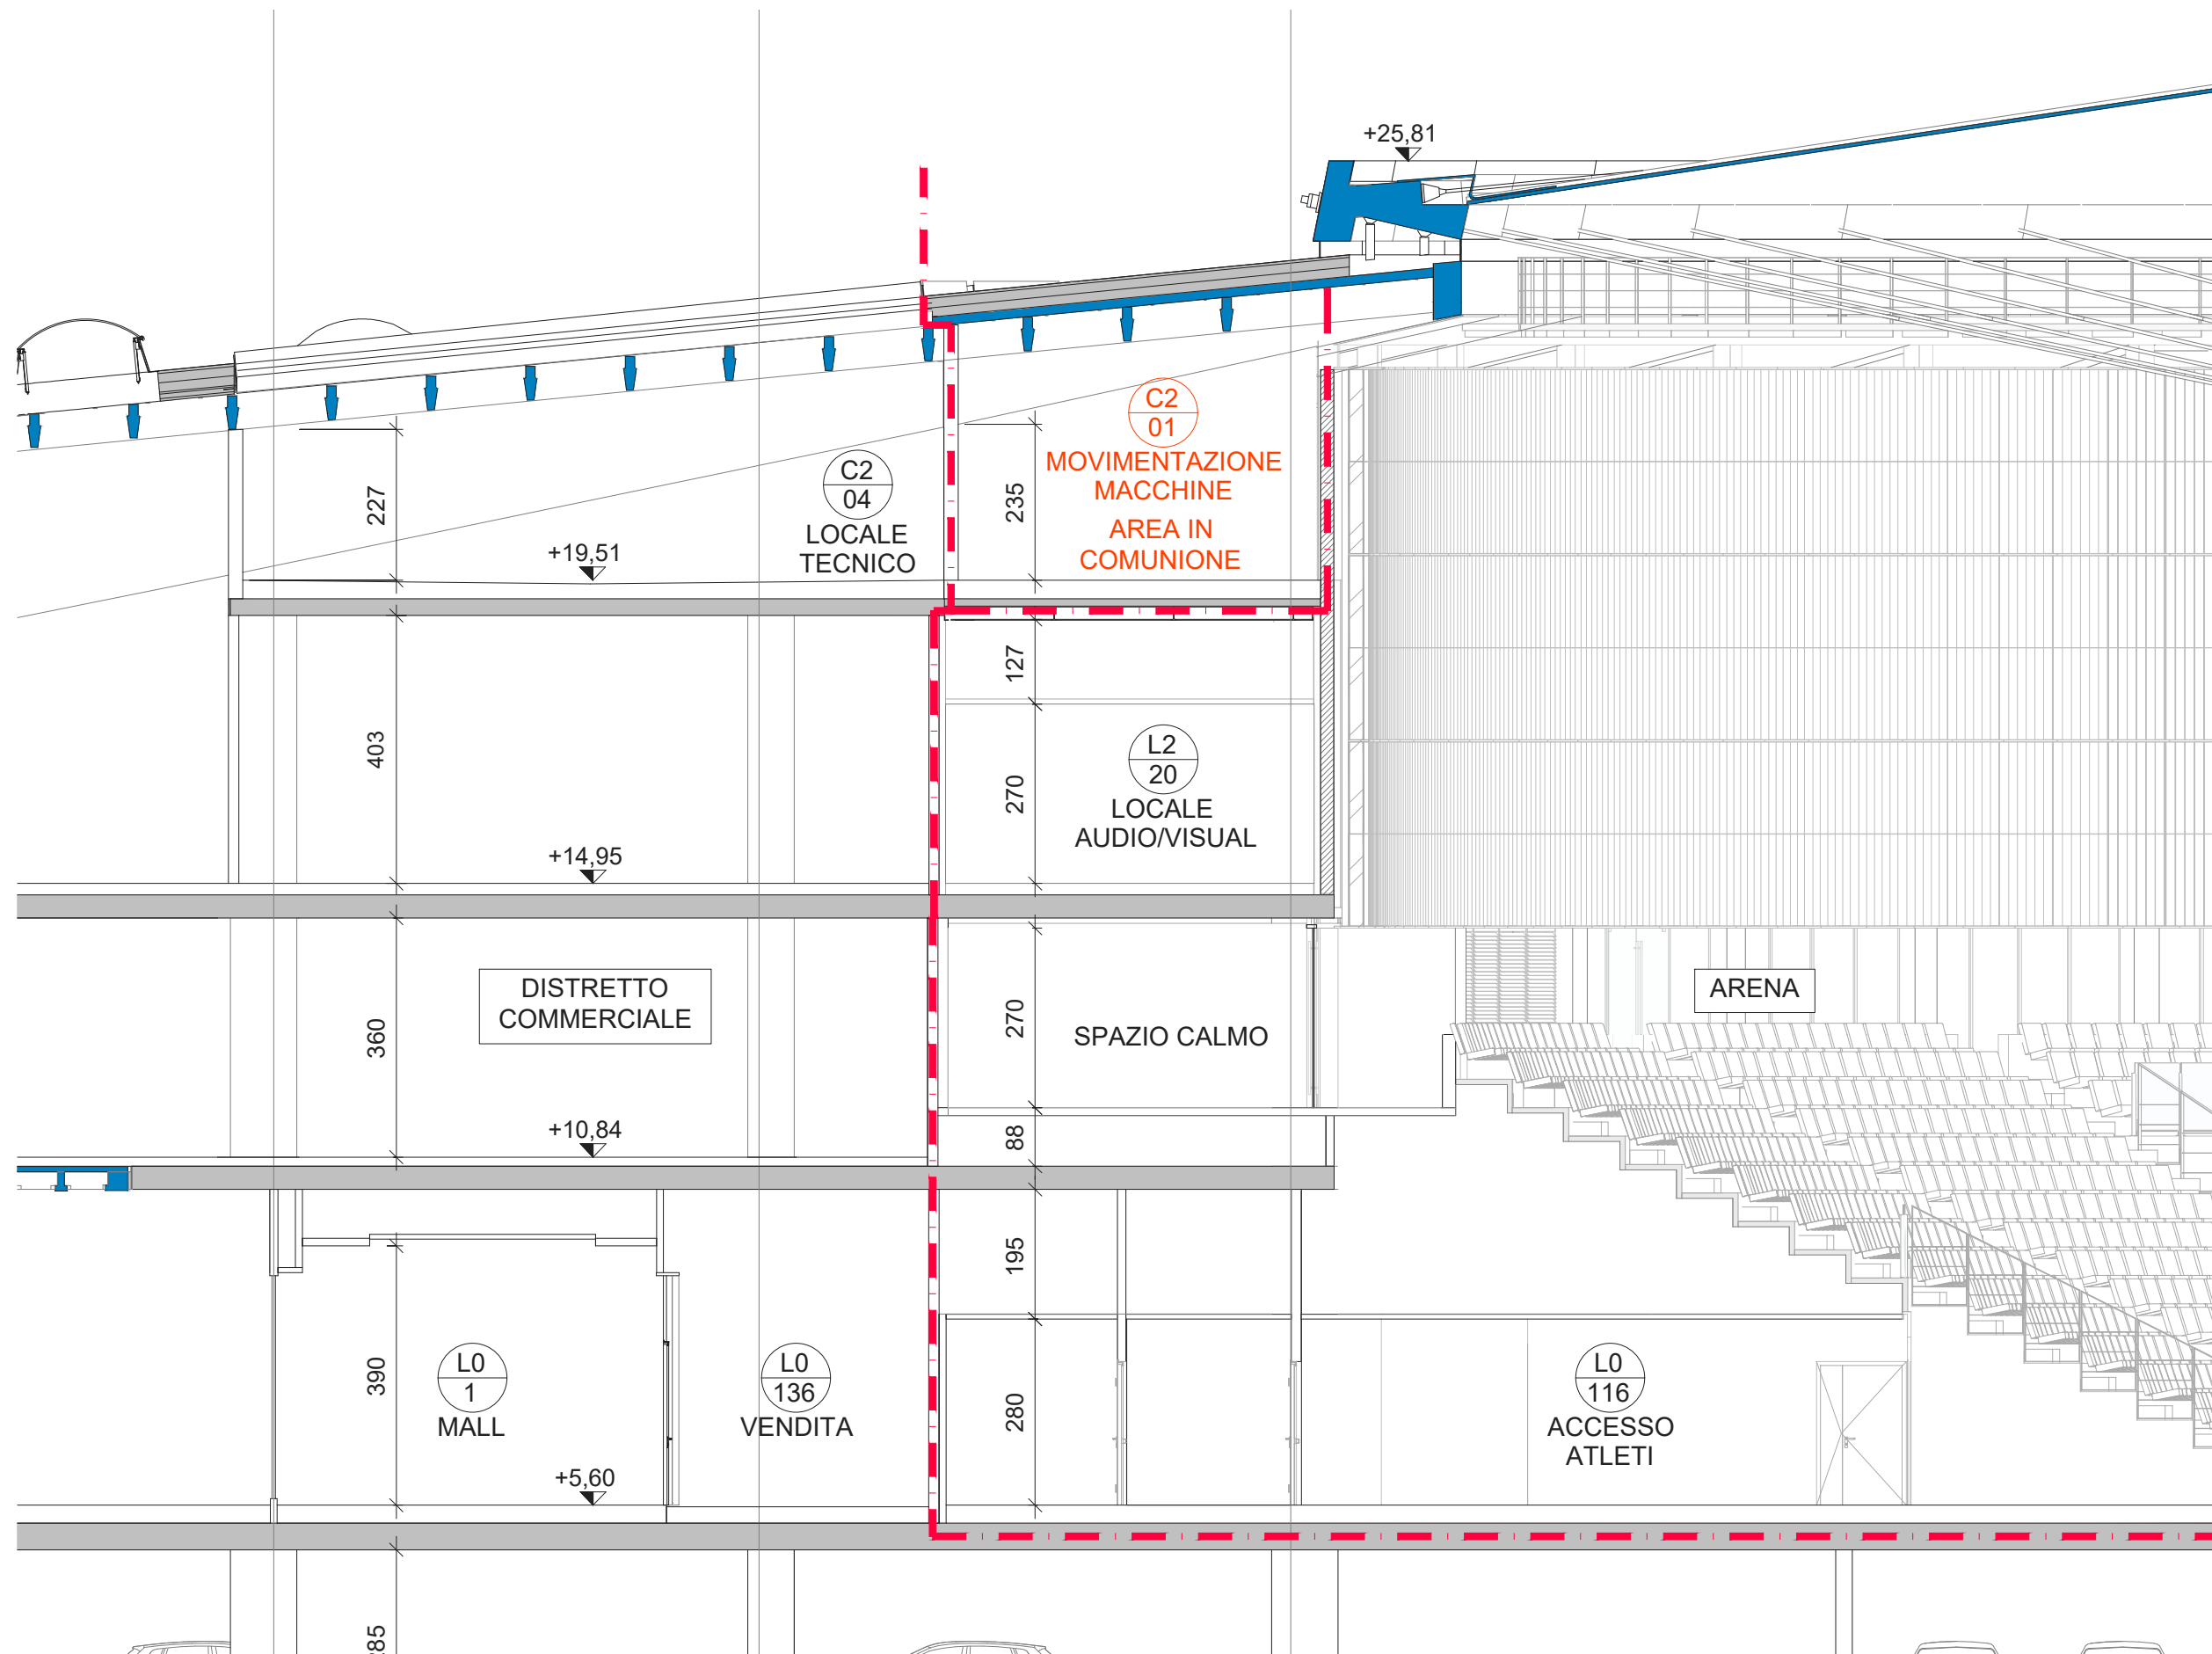 +25,81
C2
01
MOVIMENTAZIONE
MACCHINE
AREA IN
COMUNIONE
227
C2
04
LOCALE
TECNICO
235
+19,51
127
403
L2
20
LOCALE
AUDIO/VISUAL
270
+14,95
DISTRETTO
COMMERCIALE
360
270
SPAZIO CALMO
ARENA
+10,84
88
195
390
L0
1
MALL
L0
136
VENDITA
280
L0
116
ACCESSO
ATLETI
+5,60